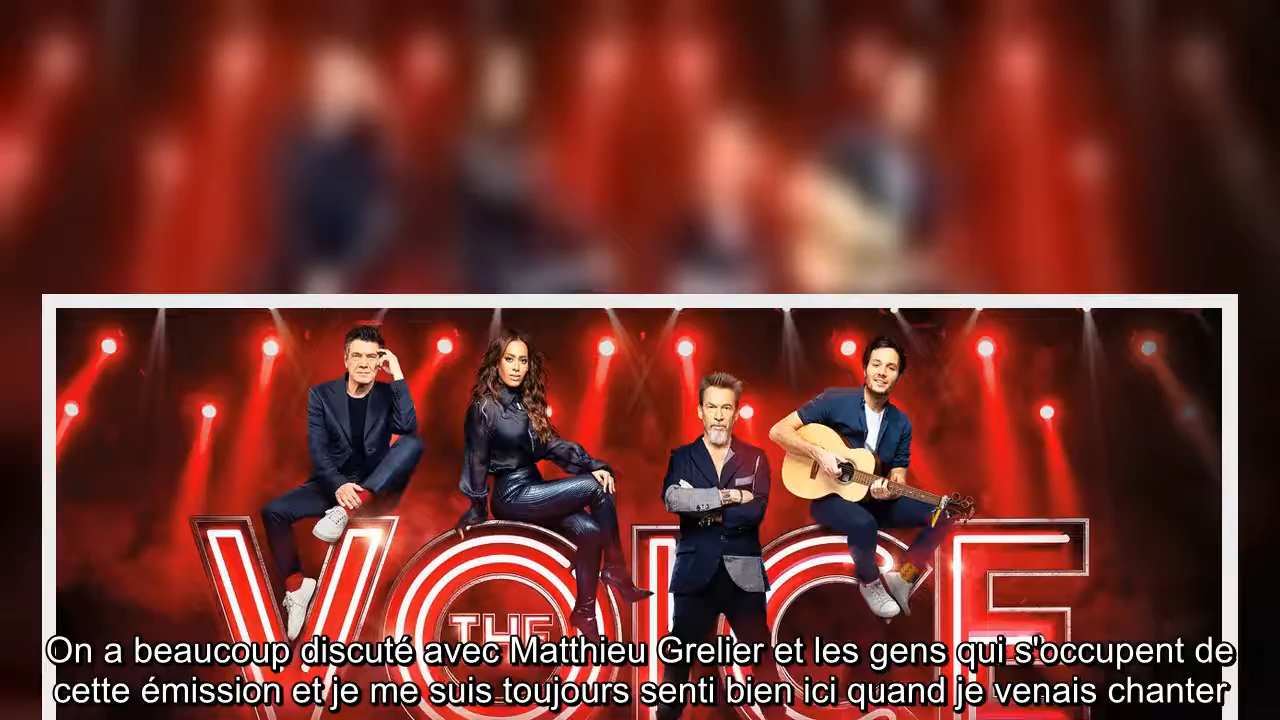 THE
VOICE
On a beaucoup discuté avec Matthieu Grelier et les gens qui s'occupent de
cette émission et je me suis toujours senti bien ici quand je venais chanter